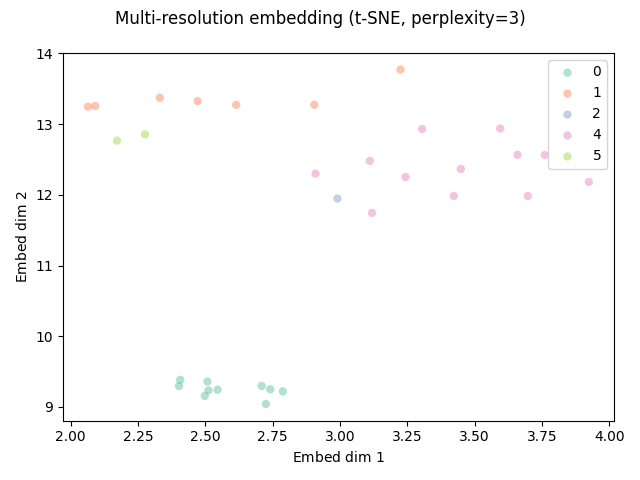 Multi-resolution embedding (t-SNE, perplexity=3)
14
13
12
11
10
9
Embed dim 2
0
1
2
4
5
2.00 2.25 2.50 2.75 3.00 3.25 3.50 3.75 4.00
Embed dim 1